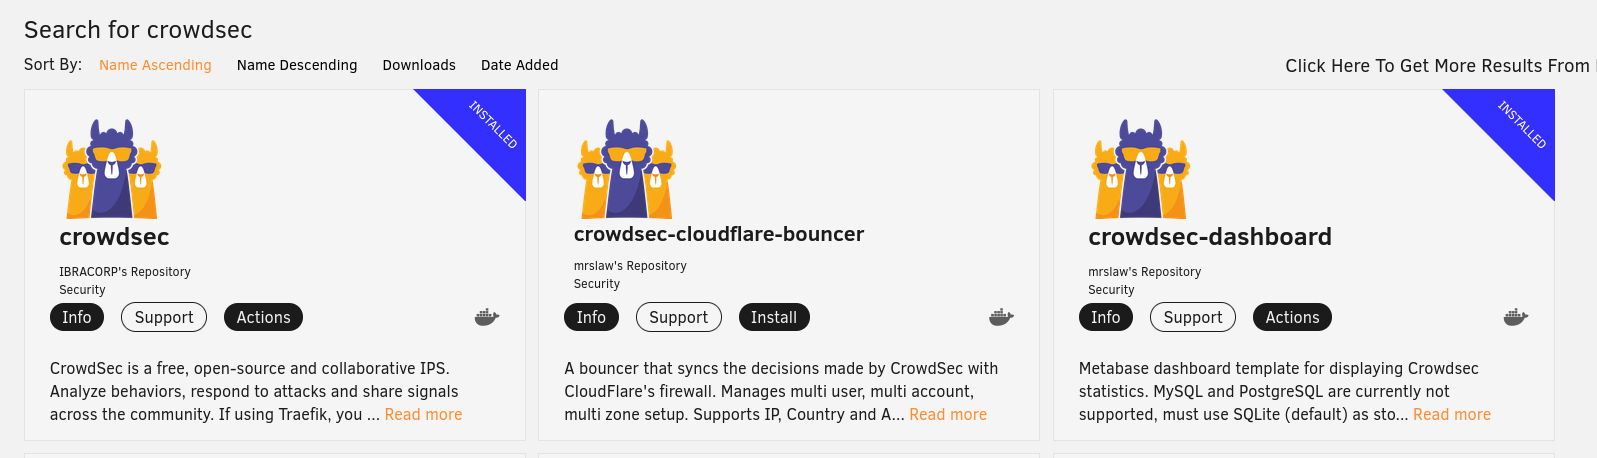 Search for crowdsec
Sort By: Name Ascending Name Descending Downloads Date Added
Click Here To Get More Results From
INSTALLED
crowdsec
IBRACORP's Repository
Security
Info Support Actions
CrowdSec is a free, open-source and collaborative IPS.
Analyze behaviors, respond to attacks and share signals
across the community. If using Traefik, you ... Read more
crowdsec-cloudflare-bouncer
mrslaw's Repository
Security
Info Support Install
A bouncer that syncs the decisions made by CrowdSec with
CloudFlare's firewall. Manages multi user, multi account,
multi zone setup. Supports IP, Country and A... Read more
INSTALLED
crowdsec-dashboard
mrslaw's Repository
Security
Info Support Actions
Metabase dashboard template for displaying Crowdsec
statistics. MySQL and PostgreSQL are currently not
supported, must use SQLite (default) as sto... Read more